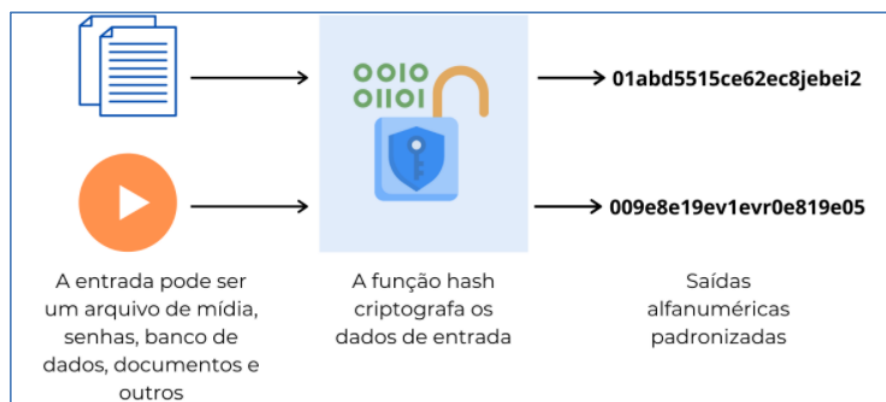 0010
01101
01abd5515ce62ec8jebei2
009e8e19ev1evr0e819e05
A entrada pode ser
um arquivo de mídia,
senhas, banco de
dados, documentos e
outros
A função hash
criptografa os
dados de entrada
Saídas
alfanuméricas
padronizadas